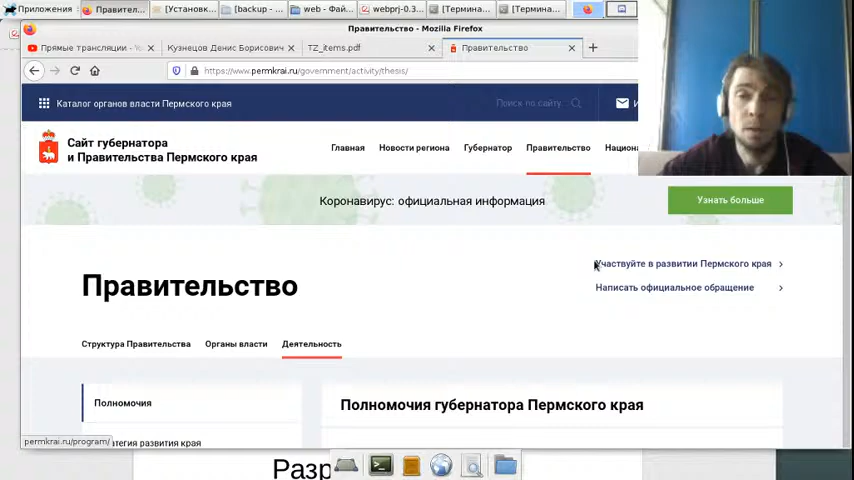 Приложения
Правител...
[Установк...
[backup - ...
web - Фай...
webprj-0.3...
[Термина...
[Термина...
Правительство - Mozilla Firefox
Прямые трансляции - Yo
Кузнецов Денис Борисович
TZ_items.pdf
Правительство
https://www.permkrai.ru/government/activity/thesis/
Каталог органов власти Пермского края
Поиск по сайту
Сайт губернатора
и Правительства Пермского края
Главная
Новости региона
Губернатор
Правительство
Национа
Коронавирус: официальная информация
Узнать больше
Участвуйте в развитии Пермского края
Правительство
Написать официальное обращение
Структура Правительства
Органы власти
Деятельность
Полномочия
Полномочия губернатора Пермского края
атегия развития края
permkrai.ru/program/
Разр